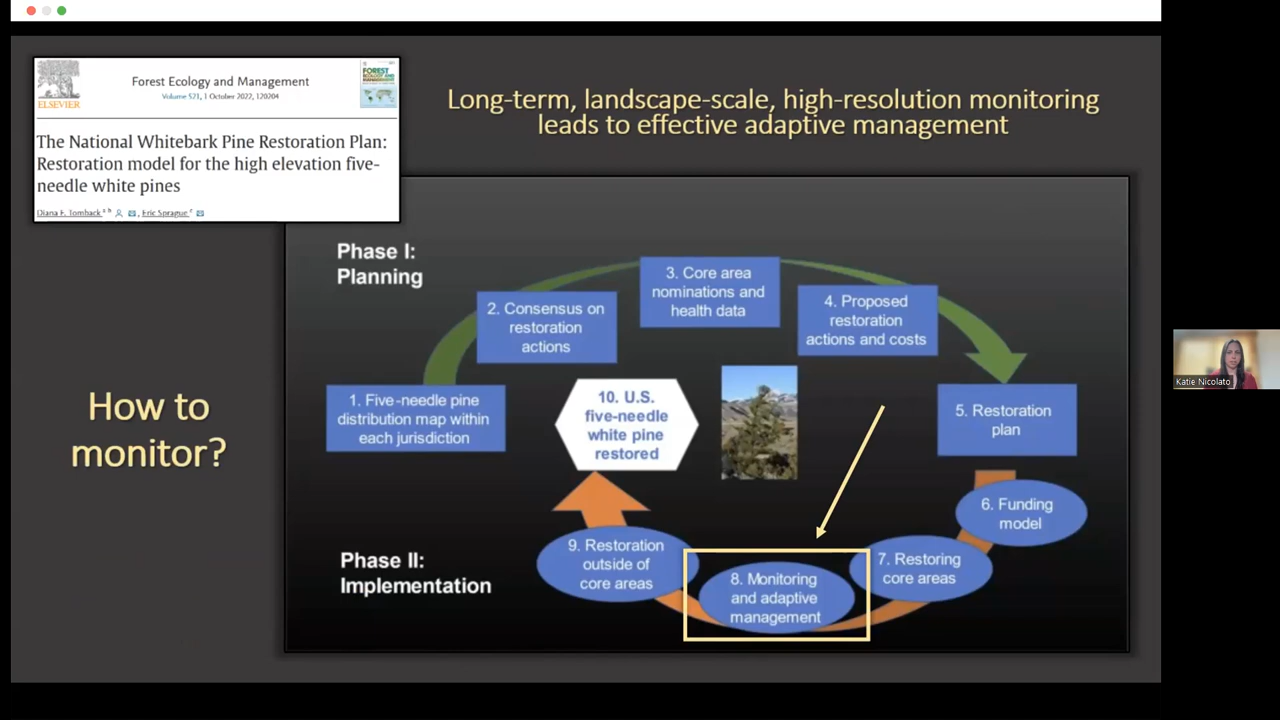 ELSEVIER
Forest Ecology and Management
Volume 521, 1 October 2022, 120204
FOREST
ECOLOGY AND
MANAGEMENT
The National Whitebark Pine Restoration Plan:
Restoration model for the high elevation five-
needle white pines
Diana F. Tomback a b, Eric Sprague c
Long-term, landscape-scale, high-resolution monitoring
leads to effective adaptive management
How to
monitor?
Phase I:
Planning
1. Five-needle pine
distribution map within
each jurisdiction
2. Consensus on
restoration
actions
3. Core area
nominations and
health data
4. Proposed
restoration
actions and costs
5. Restoration
plan
6. Funding
model
7. Restoring
core areas
8. Monitoring
and adaptive
management
9. Restoration
outside of
core areas
10. U.S.
five-needle
white pine
restored
Phase II:
Implementation
Katie Nicolato